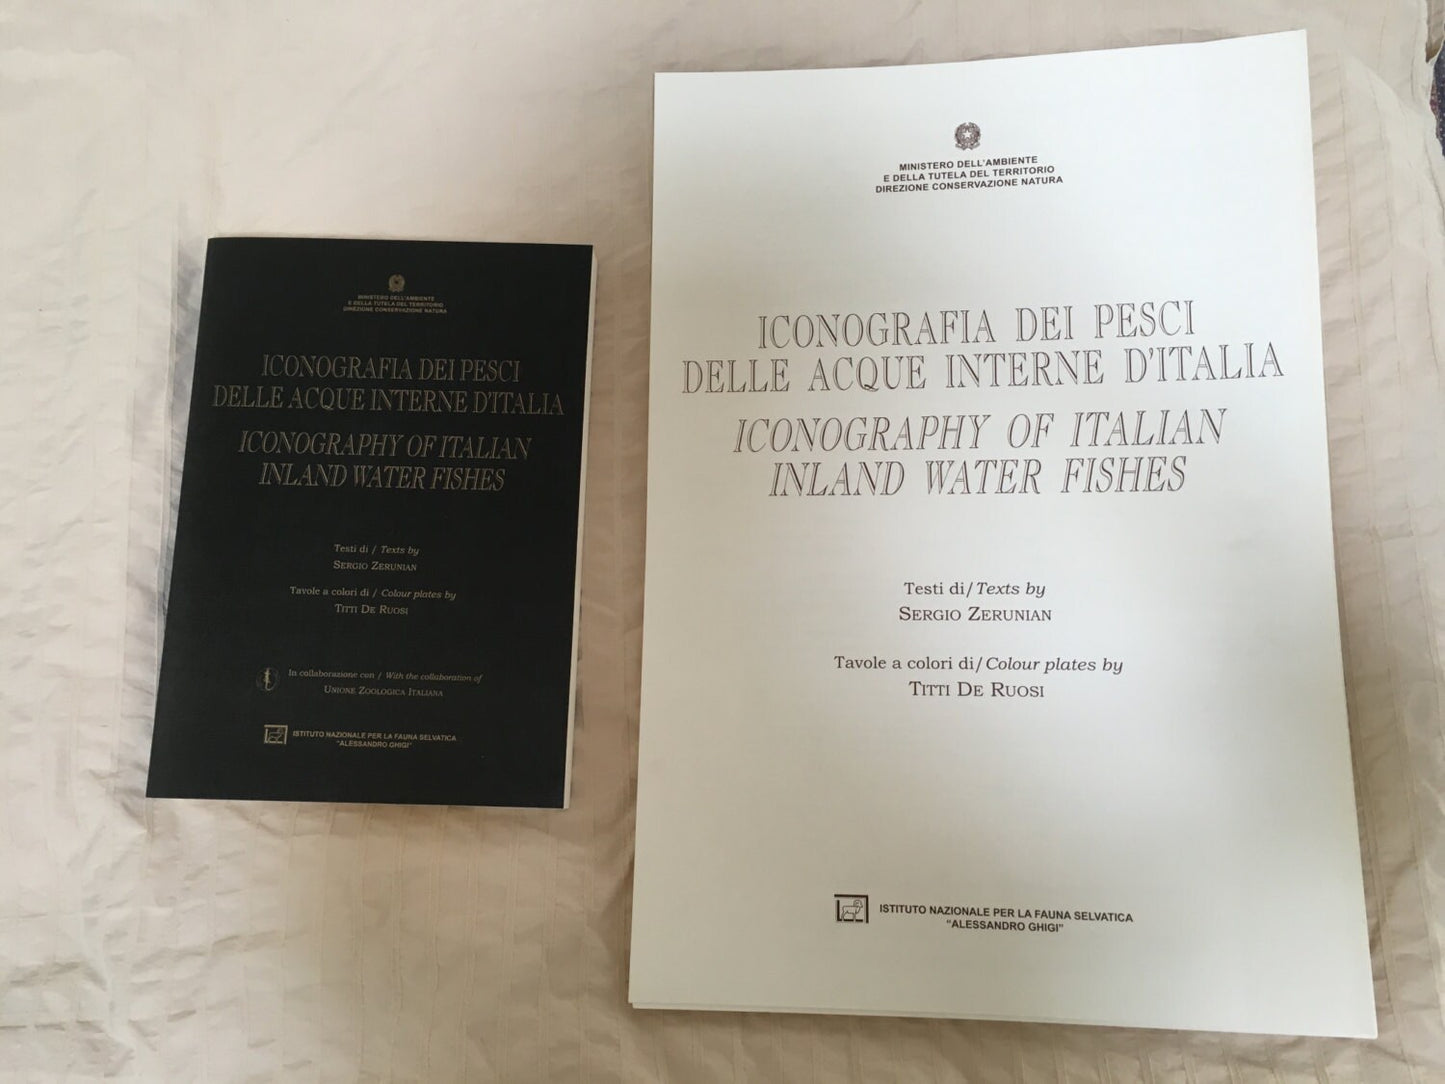 MINISTERO DELL'AMBIENTE
E DELLA TUTELA DEL TERRITORIO
DIREZIONE CONSERVAZIONE NATURA
ICONOGRAFIA DEI PESCI
DELLE ACQUE INTERNE D'ITALIA
ICONOGRAPHY OF ITALIAN
INLAND WATER FISHES
Testi di / Texts by
SERGIO ZERUNIAN
Tavole a colori di / Colour plates by
TITTI DE RUOSI
In collaborazione con / With the collaboration of
UNIONE ZOOLOGICA ITALIANA
ISTITUTO NAZIONALE PER LA FAUNA SELVATICA
"ALESSANDRO GHIGI"
MINISTERO DELL'AMBIENTE
E DELLA TUTELA DEL TERRITORIO
DIREZIONE CONSERVAZIONE NATURA
ICONOGRAFIA DEI PESCI
DELLE ACQUE INTERNE D'ITALIA
ICONOGRAPHY OF ITALIAN
INLAND WATER FISHES
Testi di/Texts by
SERGIO ZERUNIAN
Tavole a colori di/Colour plates by
TITTI DE RUOSI
ISTITUTO NAZIONALE PER LA FAUNA SELVATICA
"ALESSANDRO GHIGI"